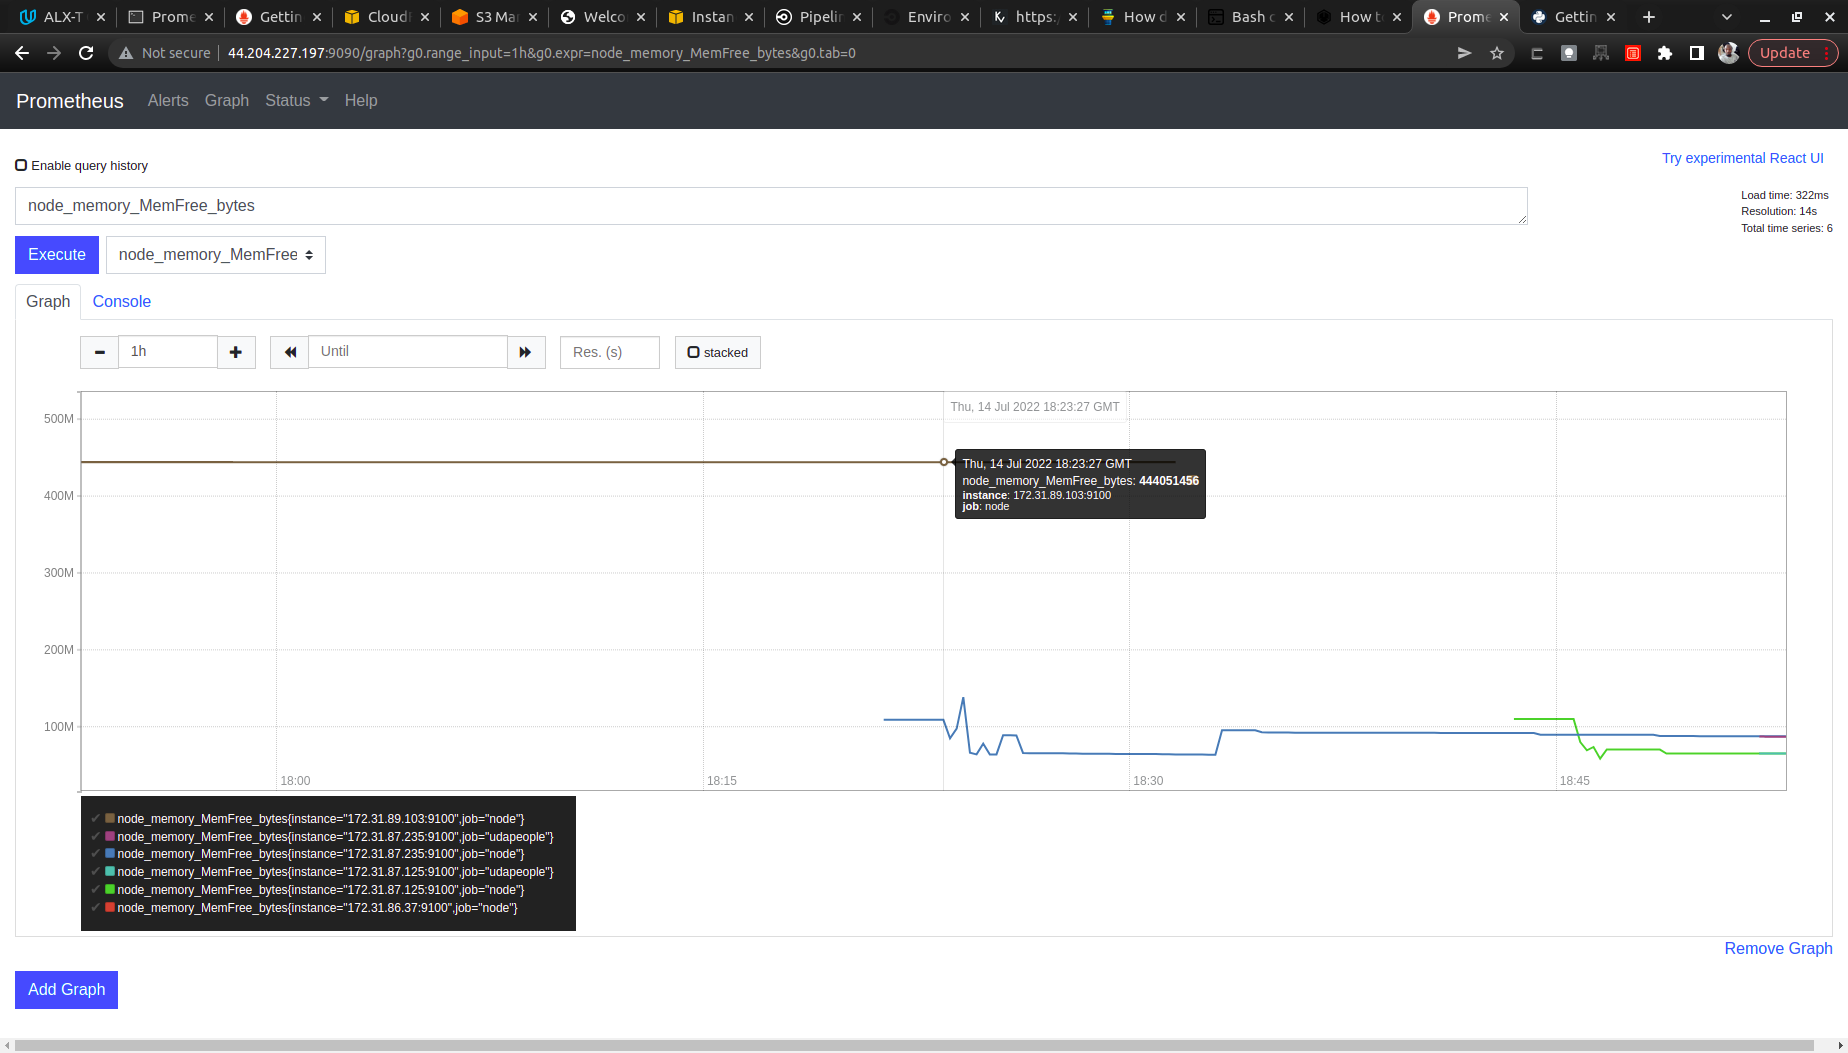 ALX-T
Prome
Gettin
Cloud
S3 Ma
Welco
Instan
Pipelin
Enviro
https:/
How d
Bash c
How t
Prome
Gettin
Not secure
44.204.227.197:9090/graph?g0.range_input=1h&g0.expr=node_memory_MemFree_bytes&g0.tab=0
Update
Prometheus
Alerts
Graph
Status
Help
Enable query history
Try experimental React UI
node_memory_MemFree_bytes
Load time: 322ms
Resolution: 14s
Total time series: 6
Execute
node_memory_MemFree
Graph
Console
1h
Until
Res. (s)
stacked
500M
400M
300M
200M
100M
Thu, 14 Jul 2022 18:23:27 GMT
Thu, 14 Jul 2022 18:23:27 GMT
node_memory_MemFree_bytes: 444051456
instance: 172.31.89.103:9100
job: node
18:00
18:15
18:30
18:45
node_memory_MemFree_bytes{instance="172.31.89.103:9100",job="node"}
node_memory_MemFree_bytes{instance="172.31.87.235:9100",job="udapeople"}
node_memory_MemFree_bytes{instance="172.31.87.235:9100",job="node"}
node_memory_MemFree_bytes{instance="172.31.87.125:9100",job="udapeople"}
node_memory_MemFree_bytes{instance="172.31.87.125:9100",job="node"}
node_memory_MemFree_bytes{instance="172.31.86.37:9100",job="node"}
Remove Graph
Add Graph